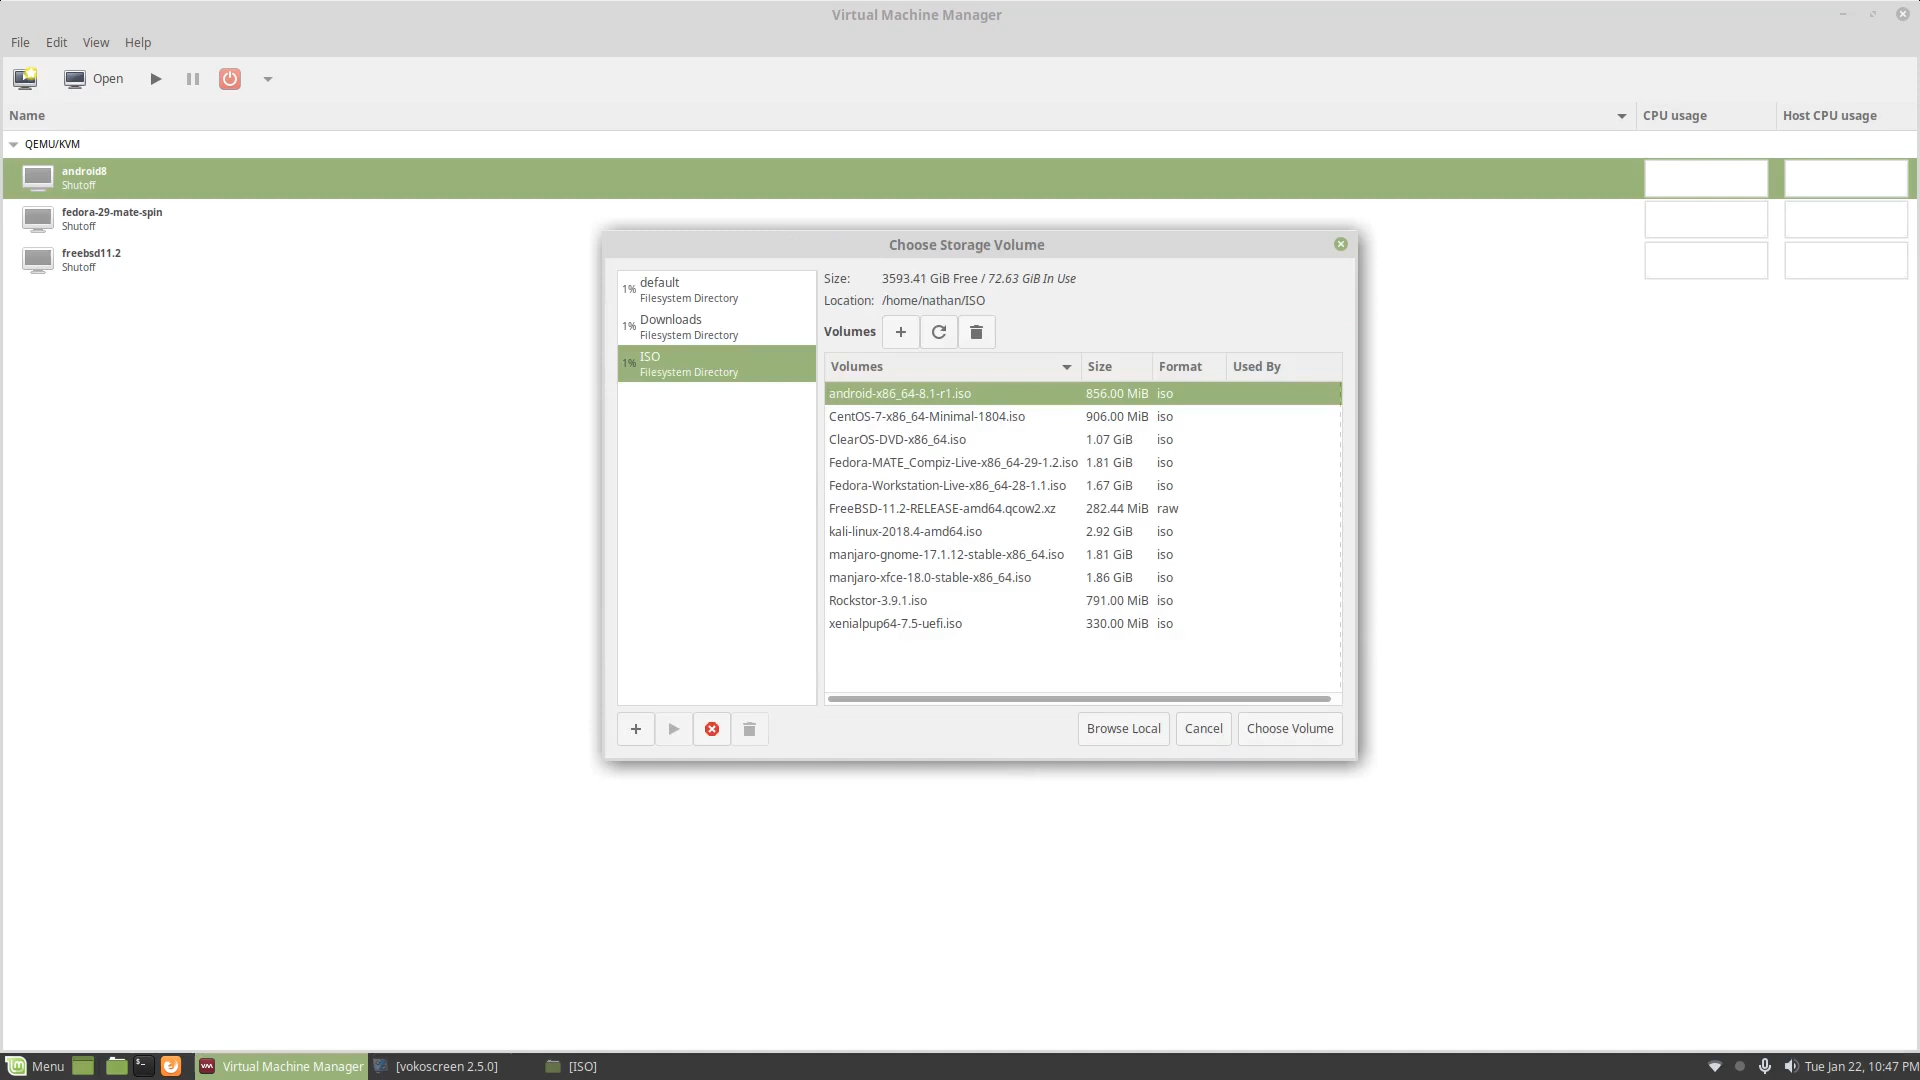 Virtual Machine Manager
File Edit View Help
Open
Name CPU usage Host CPU usage
QEMU/KVM
android8
Shutoff
fedora-29-mate-spin
Shutoff
freebsd11.2
Shutoff
Choose Storage Volume
1% default
Filesystem Directory
1% Downloads
Filesystem Directory
1% ISO
Filesystem Directory
Size: 3593.41 GiB Free / 72.63 GiB In Use
Location: /home/nathan/ISO
Volumes
Volumes Size Format Used By
android-x86_64-8.1-r1.iso 856.00 MiB iso
CentOS-7-x86_64-Minimal-1804.iso 906.00 MiB iso
ClearOS-DVD-x86_64.iso 1.07 GiB iso
Fedora-MATE_Compiz-Live-x86_64-29-1.2.iso 1.81 GiB iso
Fedora-Workstation-Live-x86_64-28-1.1.iso 1.67 GiB iso
FreeBSD-11.2-RELEASE-amd64.qcow2.xz 282.44 MiB raw
kali-linux-2018.4-amd64.iso 2.92 GiB iso
manjaro-gnome-17.1.12-stable-x86_64.iso 1.81 GiB iso
manjaro-xfce-18.0-stable-x86_64.iso 1.86 GiB iso
Rockstor-3.9.1.iso 791.00 MiB iso
xenialpup64-7.5-uefi.iso 330.00 MiB iso
Browse Local Cancel Choose Volume
Menu Virtual Machine Manager [vokoscreen 2.5.0] [ISO] Tue Jan 22, 10:47 PM